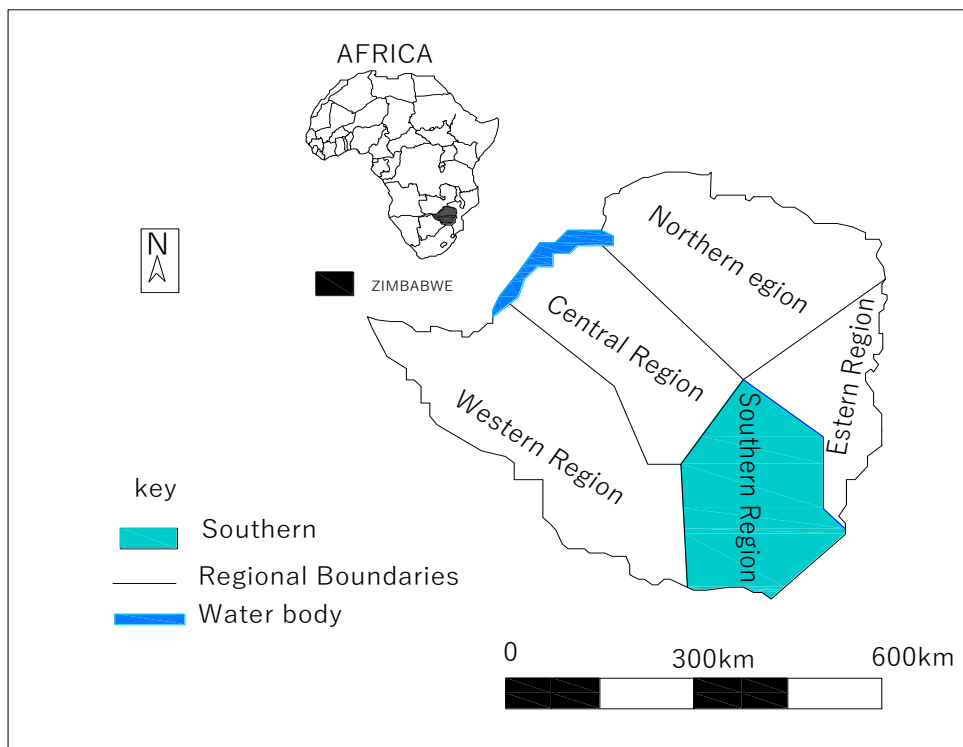 AFRICA
N
ZIMBABWE
Northern egion
Central Region
Estern Region
Western Region
Southern Region
key
Southern
Regional Boundaries
Water body
0
300km
600km